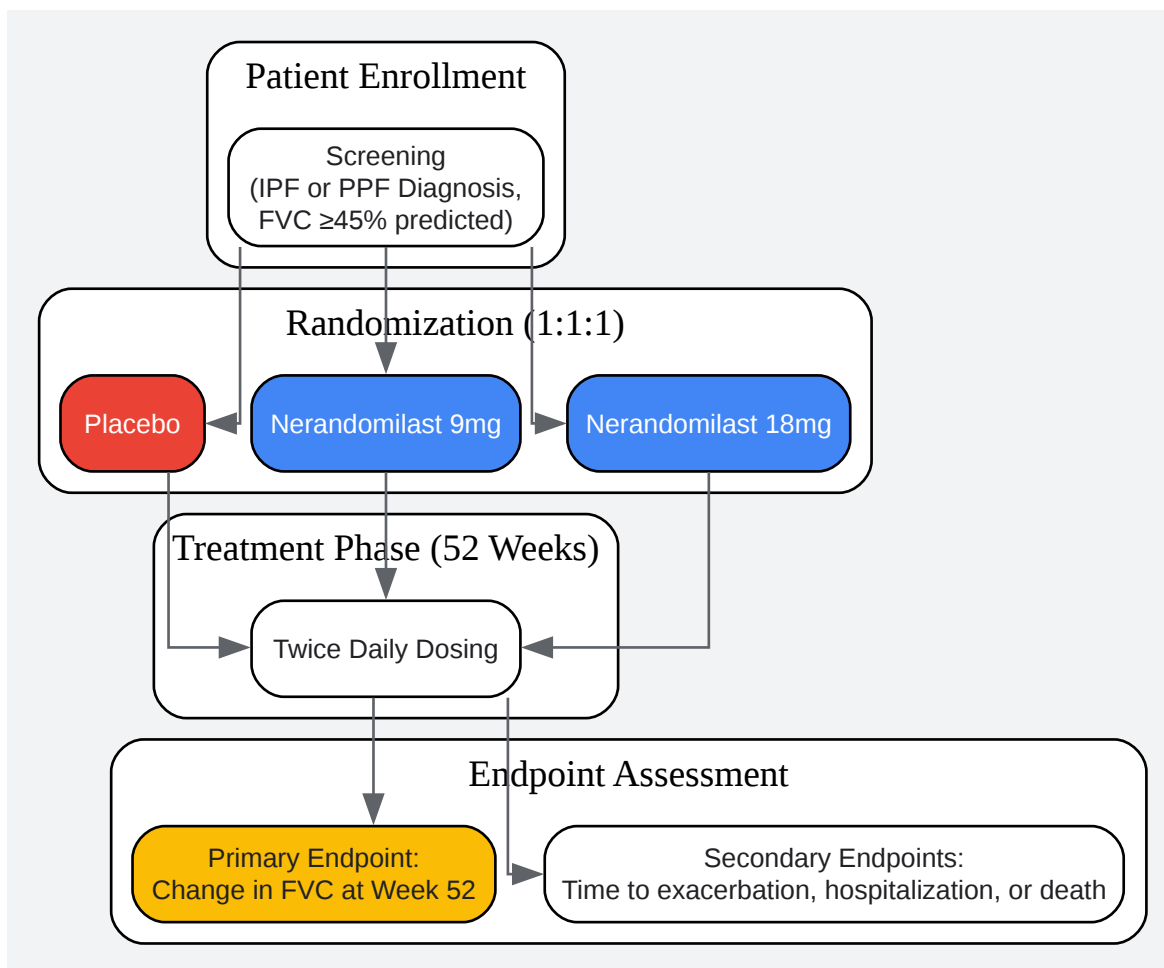 Patient Enrollment
Screening
(IPF or PPF Diagnosis,
FVC ≥45% predicted)
Randomization (1:1:1)
Placebo
Nerandomilast 9mg
Nerandomilast 18mg
Treatment Phase (52 Weeks)
Twice Daily Dosing
Endpoint Assessment
Primary Endpoint:
Change in FVC at Week 52
Secondary Endpoints:
Time to exacerbation, hospitalization, or death